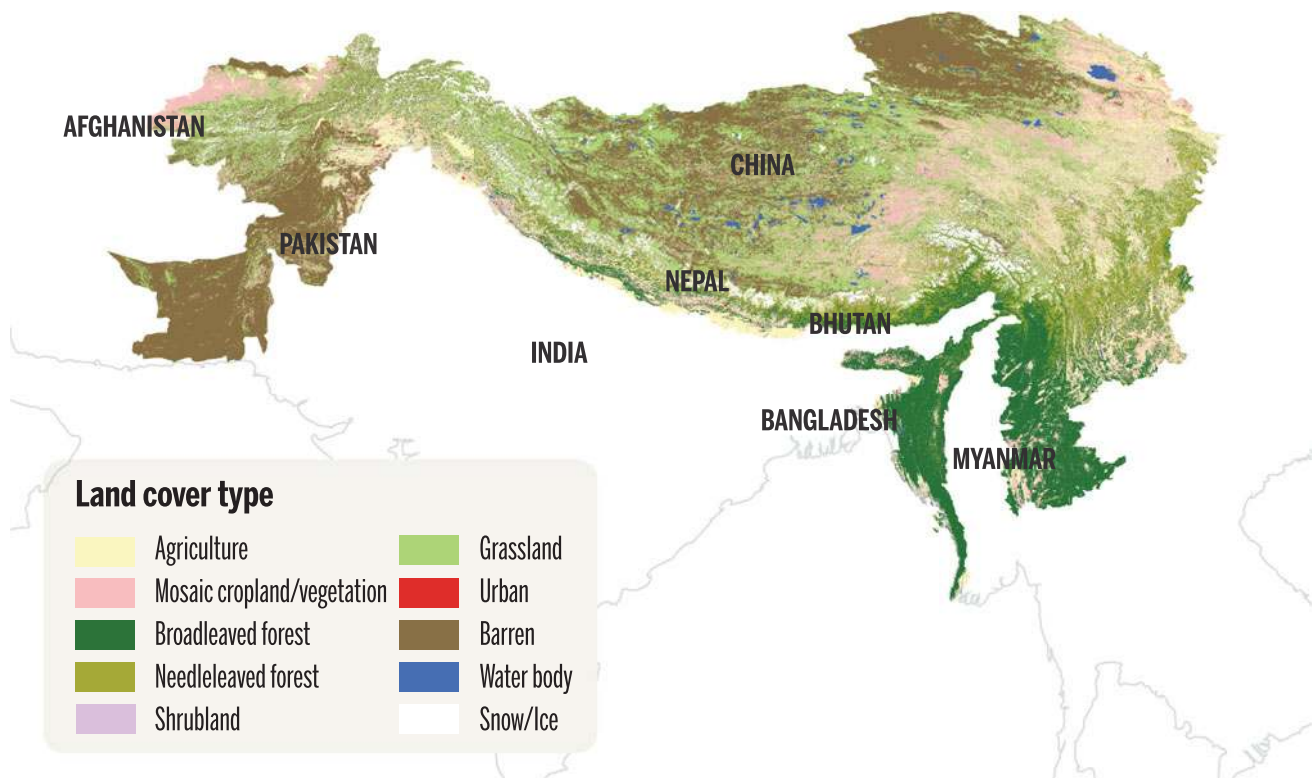 AFGHANISTAN
CHINA
PAKISTAN
NEPAL
BHUTAN
INDIA
BANGLADESH
MYANMAR
Land cover type
Agriculture
Mosaic cropland/vegetation
Broadleaved forest
Needleleaved forest
Shrubland
Grassland
Urban
Barren
Water body
Snow/Ice